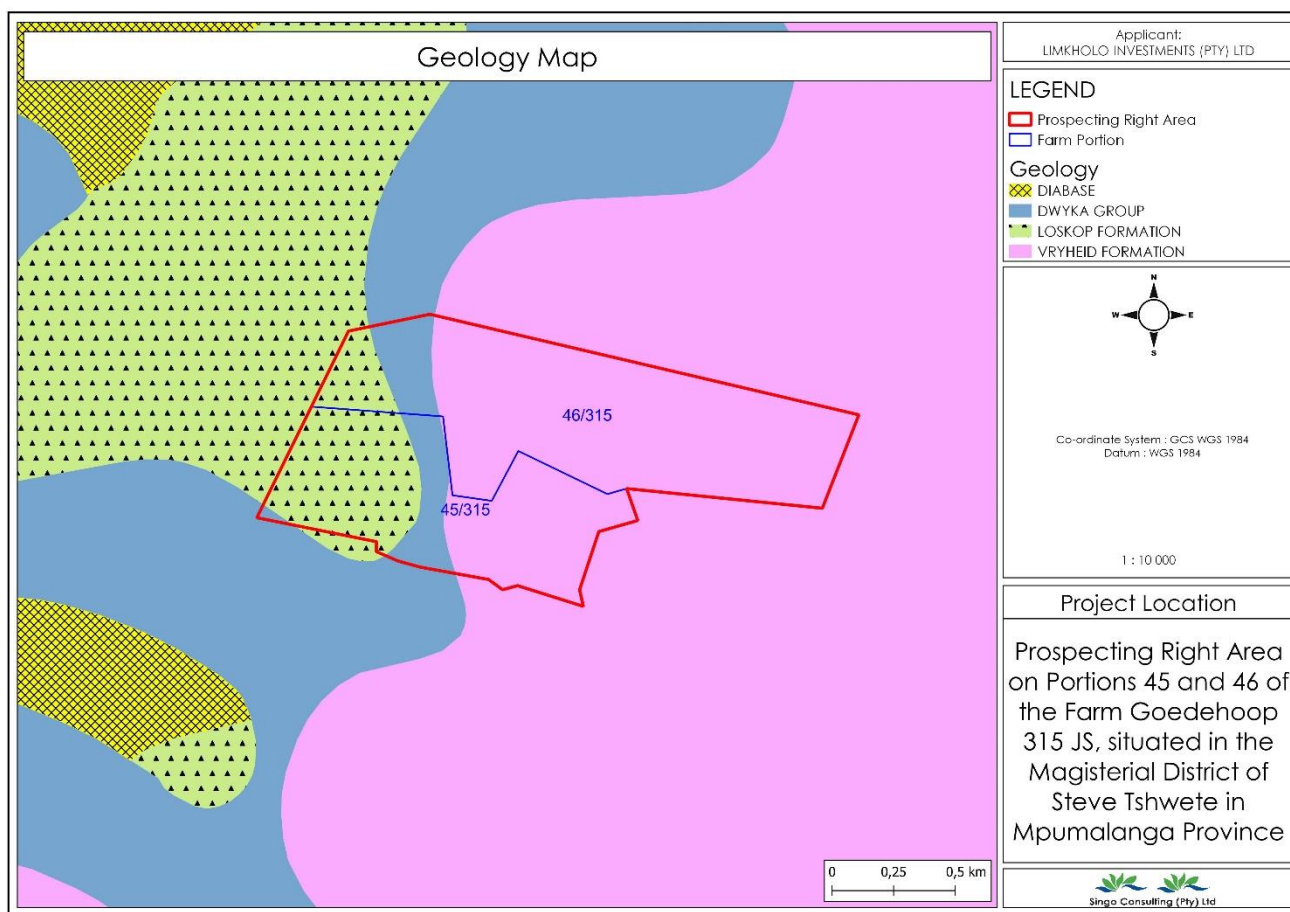 Geology Map
46/315
45/315
0 0,25 0,5 km
Applicant:
LIMKHOLO INVESTMENTS (PTY) LTD
LEGEND
Prospecting Right Area
Farm Portion
Geology
DIABASE
DWYKA GROUP
LOSKOP FORMATION
VRYHEID FORMATION
N
W E
S
Co-ordinate System : GCS WGS 1984
Datum : WGS 1984
1 : 10 000
Project Location
Prospecting Right Area
on Portions 45 and 46 of
the Farm Goedehoop
315 JS, situated in the
Magisterial District of
Steve Tshwete in
Mpumalanga Province
Singo Consulting (Pty) Ltd